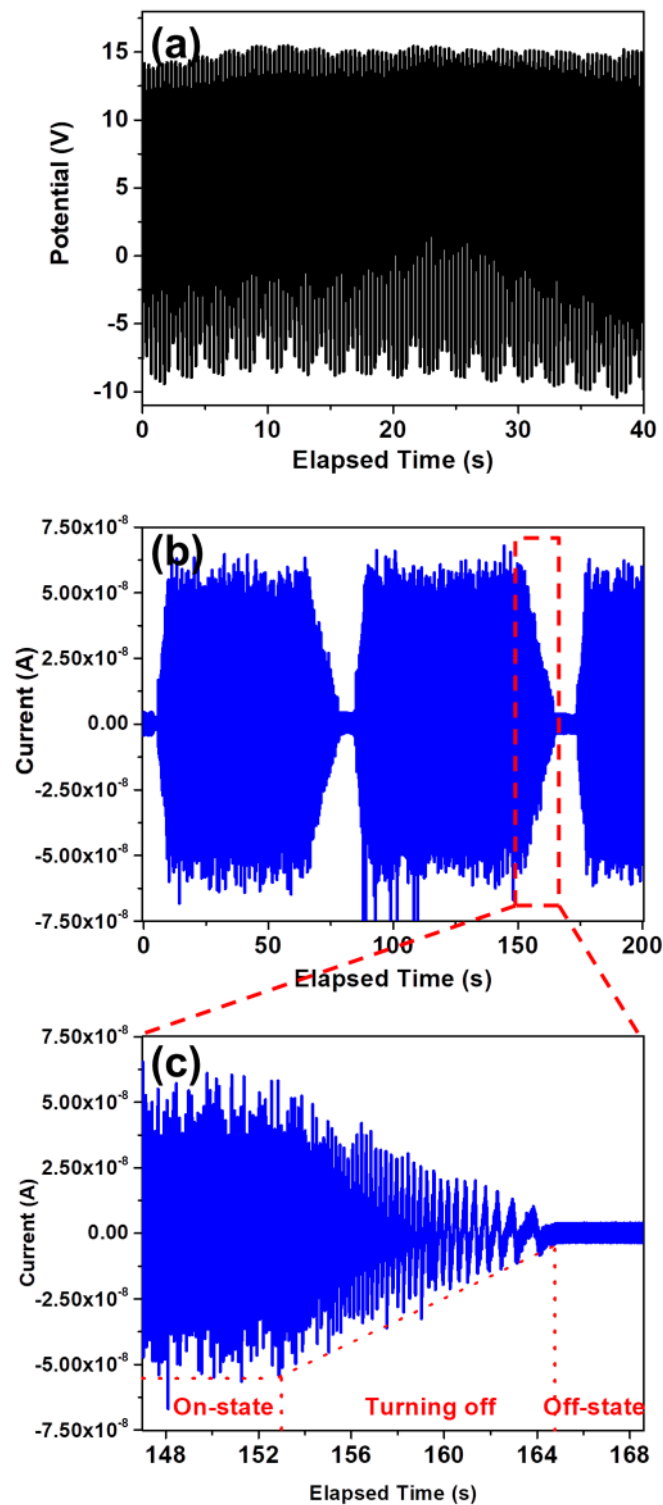 (a)
15
10
5
0
-5
-10
Potential (V)
0 10 20 30 40
Elapsed Time (s)
(b)
7.50x10⁻⁸
5.00x10⁻⁸
2.50x10⁻⁸
0.00
-2.50x10⁻⁸
-5.00x10⁻⁸
-7.50x10⁻⁸
Current (A)
0 50 100 150 200
Elapsed Time (s)
(c)
7.50x10⁻⁸
5.00x10⁻⁸
2.50x10⁻⁸
0.00
-2.50x10⁻⁸
-5.00x10⁻⁸
-7.50x10⁻⁸
Current (A)
On-state Turning off Off-state
148 152 156 160 164 168
Elapsed Time (s)